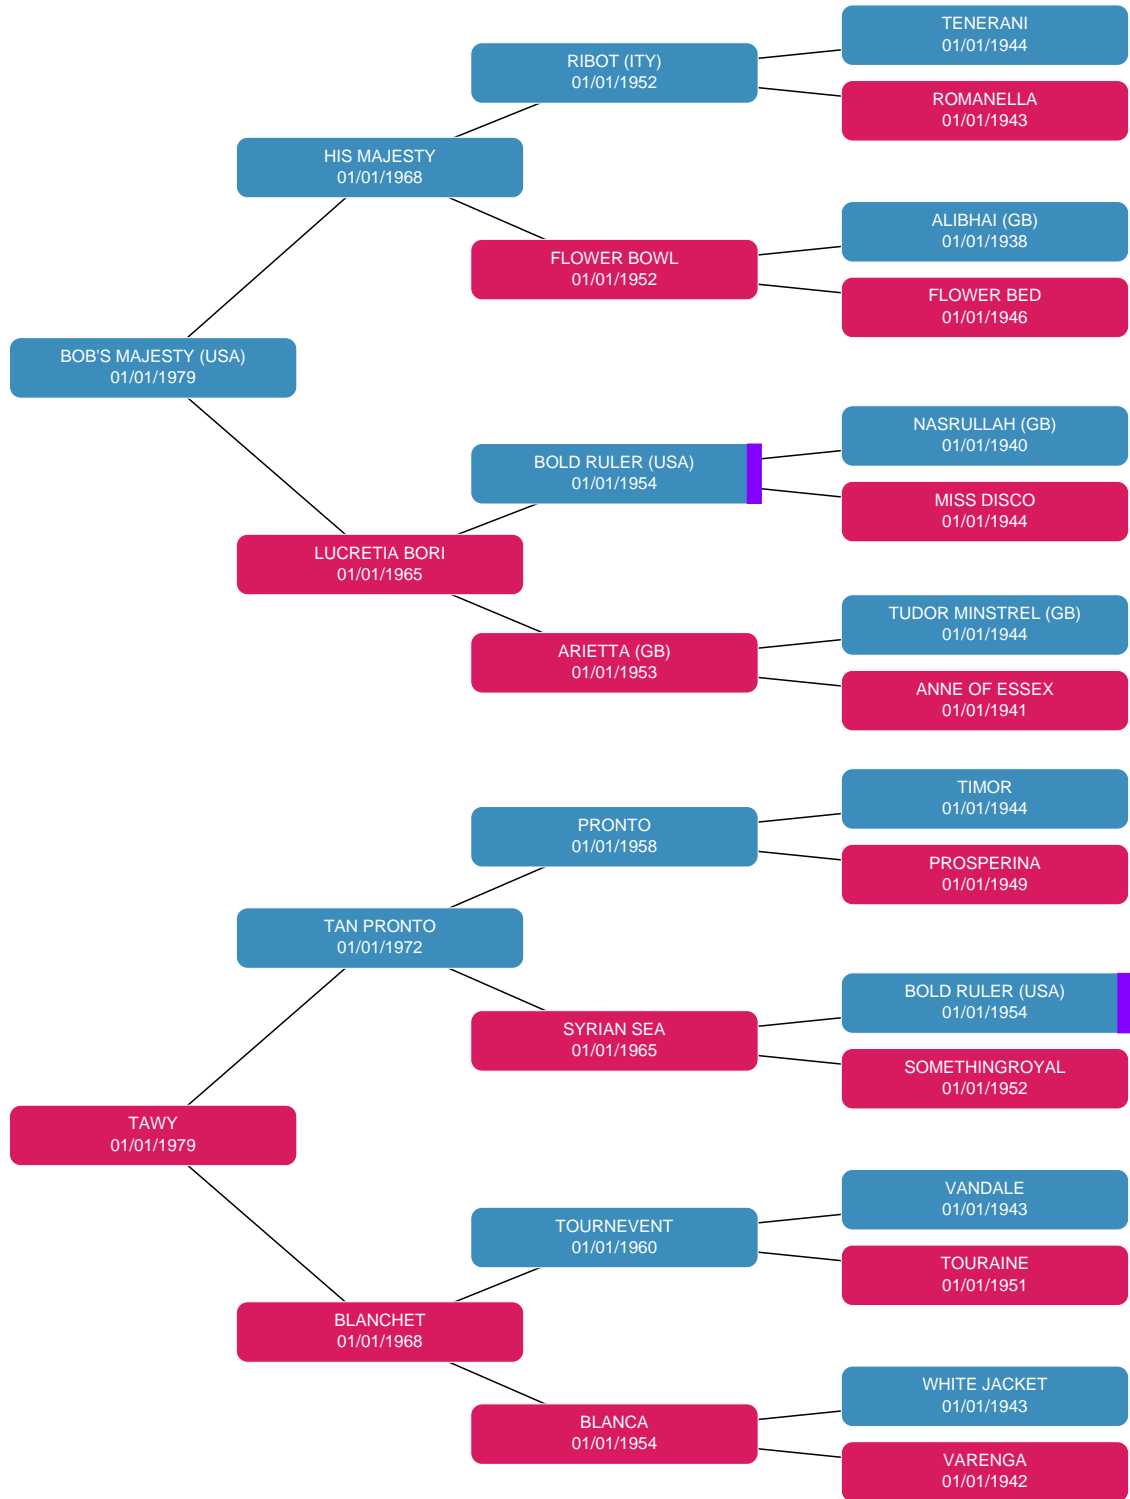 TENERANI
01/01/1944
RIBOT (ITY)
01/01/1952
ROMANELLA
01/01/1943
HIS MAJESTY
01/01/1968
ALIBHAI (GB)
01/01/1938
FLOWER BOWL
01/01/1952
FLOWER BED
01/01/1946
BOB'S MAJESTY (USA)
01/01/1979
NASRULLAH (GB)
01/01/1940
BOLD RULER (USA)
01/01/1954
MISS DISCO
01/01/1944
LUCRETIA BORI
01/01/1965
TUDOR MINSTREL (GB)
01/01/1944
ARIETTA (GB)
01/01/1953
ANNE OF ESSEX
01/01/1941
TIMOR
01/01/1944
PRONTO
01/01/1958
PROSPERINA
01/01/1949
TAN PRONTO
01/01/1972
BOLD RULER (USA)
01/01/1954
SYRIAN SEA
01/01/1965
SOMETHINGROYAL
01/01/1952
TAWY
01/01/1979
VANDALE
01/01/1943
TOURNEVENT
01/01/1960
TOURAINE
01/01/1951
BLANCHET
01/01/1968
WHITE JACKET
01/01/1943
BLANCA
01/01/1954
VARENGA
01/01/1942